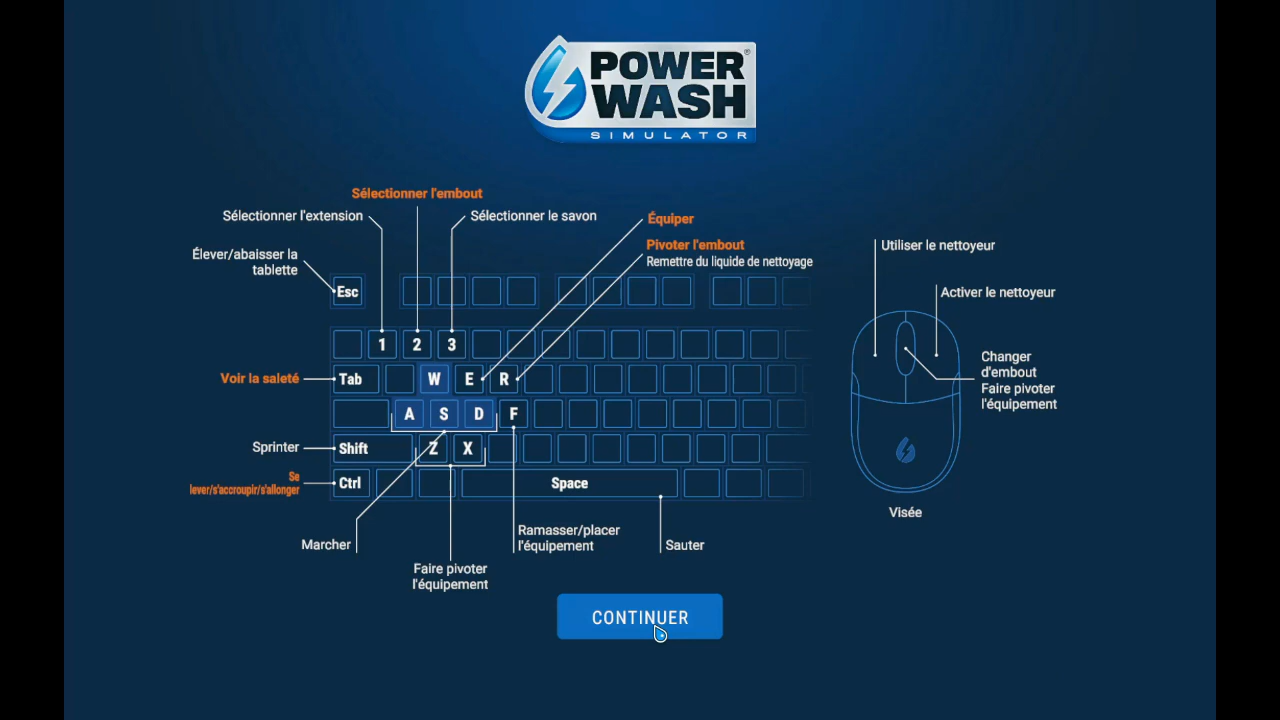 POWER
WASH
SIMULATOR
Sélectionner l'embout
Sélectionner l'extension
Sélectionner le savon
Équiper
Pivoter l'embout
Remettre du liquide de nettoyage
Élever/abaisser la
tablette
Utiliser le nettoyeur
Activer le nettoyeur
Esc
1 2 3
Changer
d'embout
Faire pivoter
l'équipement
Voir la saleté
Tab W E R
A S D F
Sprinter
Shift Z X
Se
lever/s'accroupir/s'allonger
Ctrl Space
Visée
Marcher
Ramasser/placer
l'équipement
Sauter
Faire pivoter
l'équipement
CONTINUER